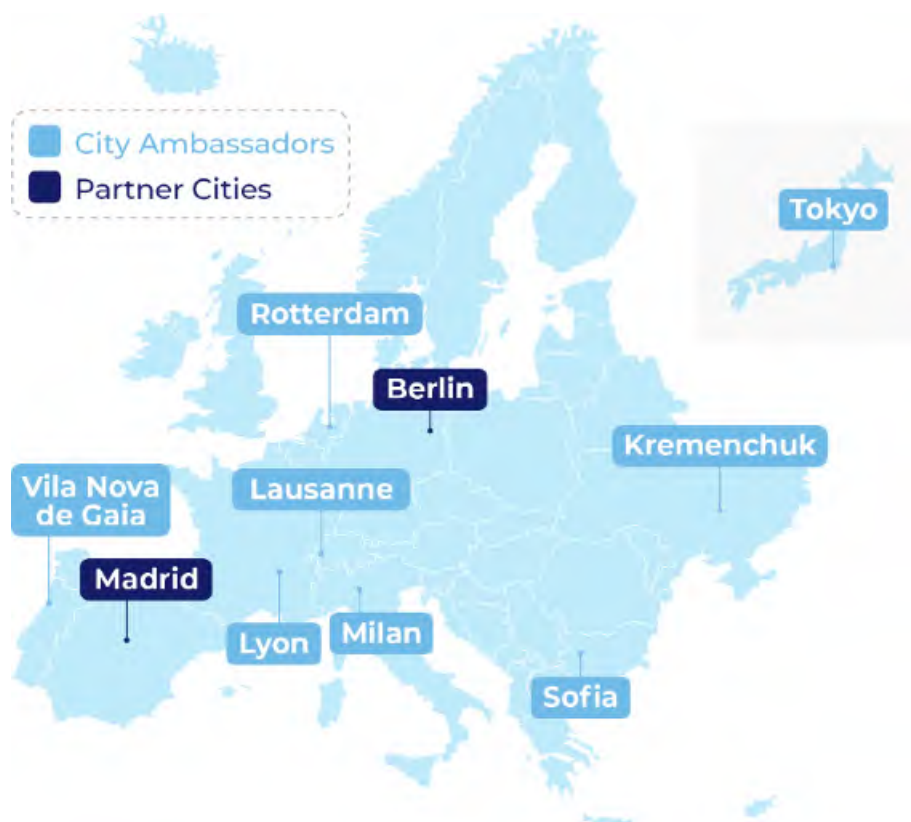 City Ambassadors
Partner Cities
Tokyo
Rotterdam
Berlin
Kremenchuk
Vila Nova
de Gaia
Lausanne
Madrid
Lyon
Milan
Sofia